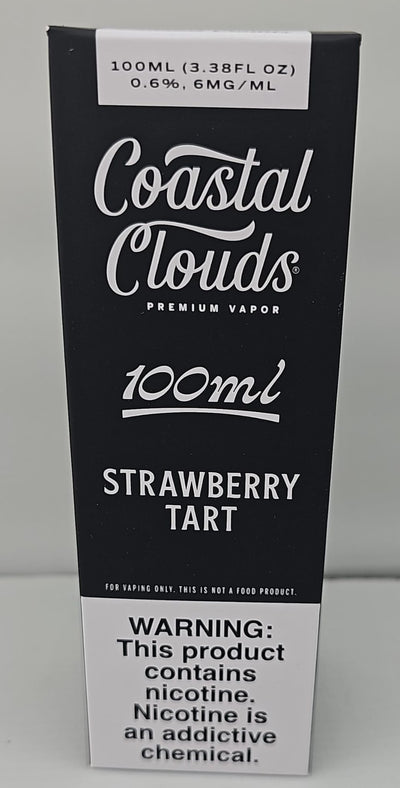 100ML (3.38FL OZ)
0.6%, 6MG/ML
Coastal
Clouds®
PREMIUM VAPOR
100ml
STRAWBERRY
TART
FOR VAPING ONLY. THIS IS NOT A FOOD PRODUCT.
WARNING:
This product
contains
nicotine.
Nicotine is
an addictive
chemical.